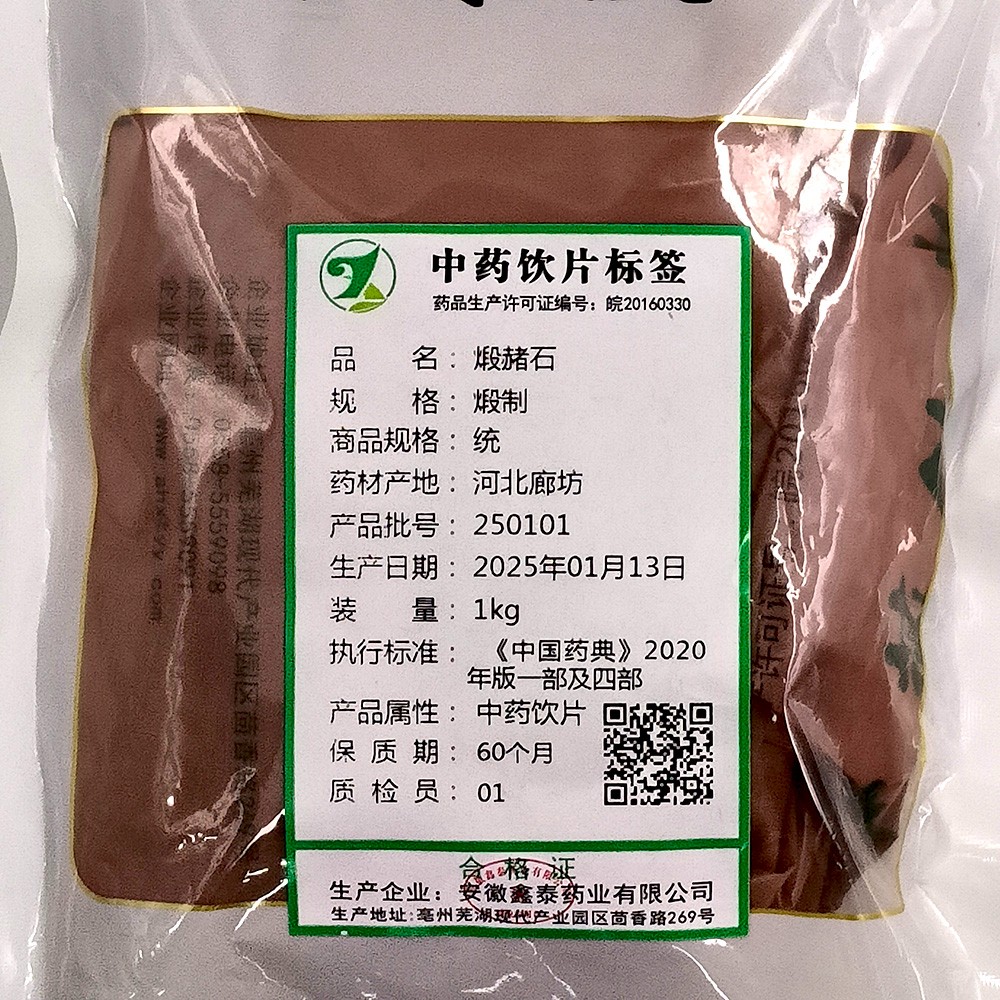 中药饮片标签
药品生产许可证编号：皖20160330
品名：煅赭石
规格：煅制
商品规格：统
药材产地：河北廊坊
产品批号：250101
生产日期：2025年01月13日
装量：1kg
执行标准：《中国药典》2020
年版一部及四部
产品属性：中药饮片
保质期：60个月
质检员：01
合格证
生产企业：安徽鑫泰药业有限公司
生产地址:亳州芜湖现代产业园区茴香路269号